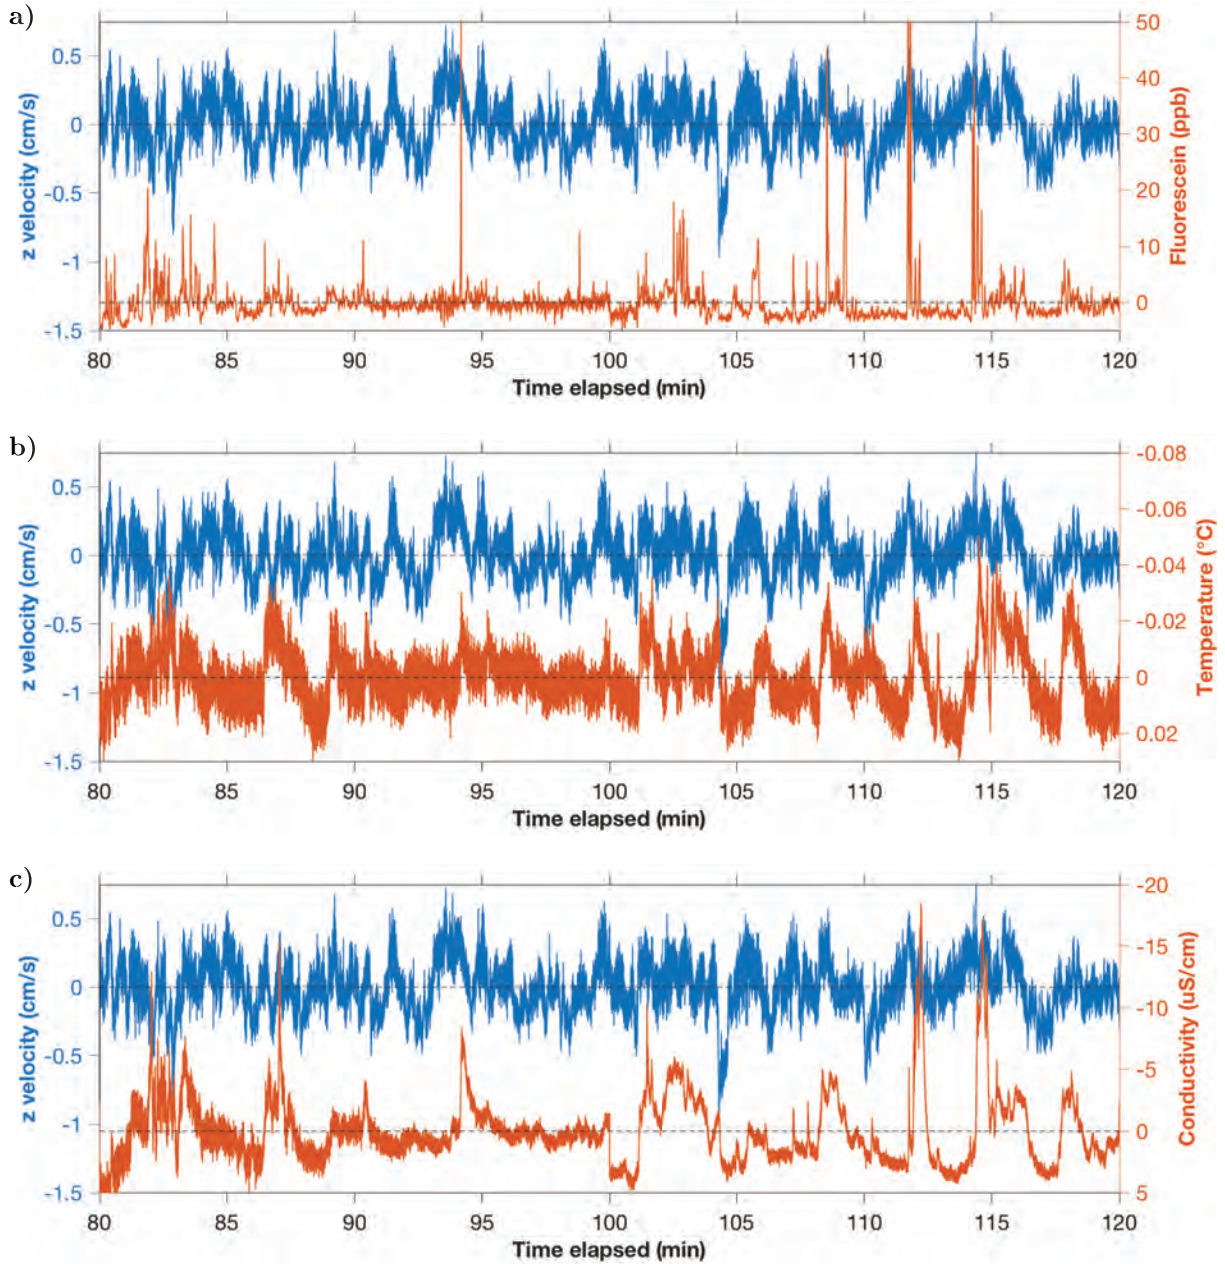 a)
z velocity (cm/s)
0.5
0
-0.5
-1
-1.5
50
40
30
20
10
0
Fluorescein (ppb)
80 85 90 95 100 105 110 115 120
Time elapsed (min)
b)
z velocity (cm/s)
0.5
0
-0.5
-1
-1.5
-0.08
-0.06
-0.04
-0.02
0
0.02
Temperature (°C)
80 85 90 95 100 105 110 115 120
Time elapsed (min)
c)
z velocity (cm/s)
0.5
0
-0.5
-1
-1.5
-20
-15
-10
-5
0
5
Conductivity (uS/cm)
80 85 90 95 100 105 110 115 120
Time elapsed (min)